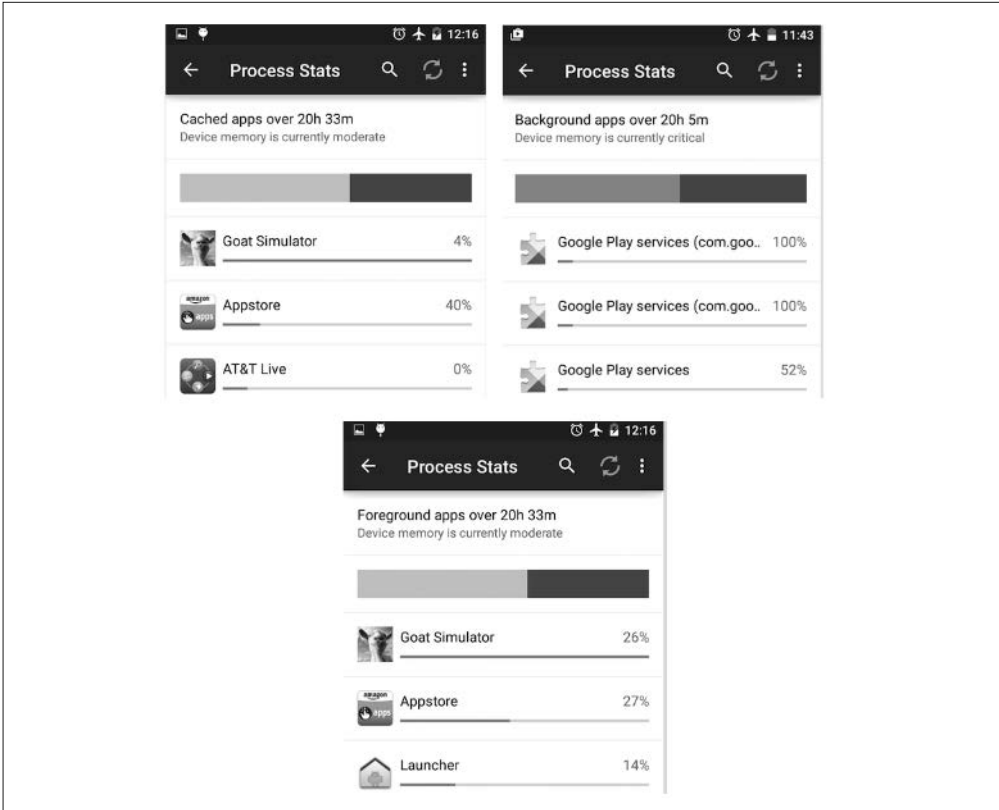 12:16
Process Stats
Cached apps over 20h 33m
Device memory is currently moderate
Goat Simulator 4%
amazon
apps
Appstore 40%
AT&T Live 0%
11:43
Process Stats
Background apps over 20h 5m
Device memory is currently critical
Google Play services (com.goo.. 100%
Google Play services (com.goo.. 100%
Google Play services 52%
12:16
Process Stats
Foreground apps over 20h 33m
Device memory is currently moderate
Goat Simulator 26%
amazon
apps
Appstore 27%
Launcher 14%